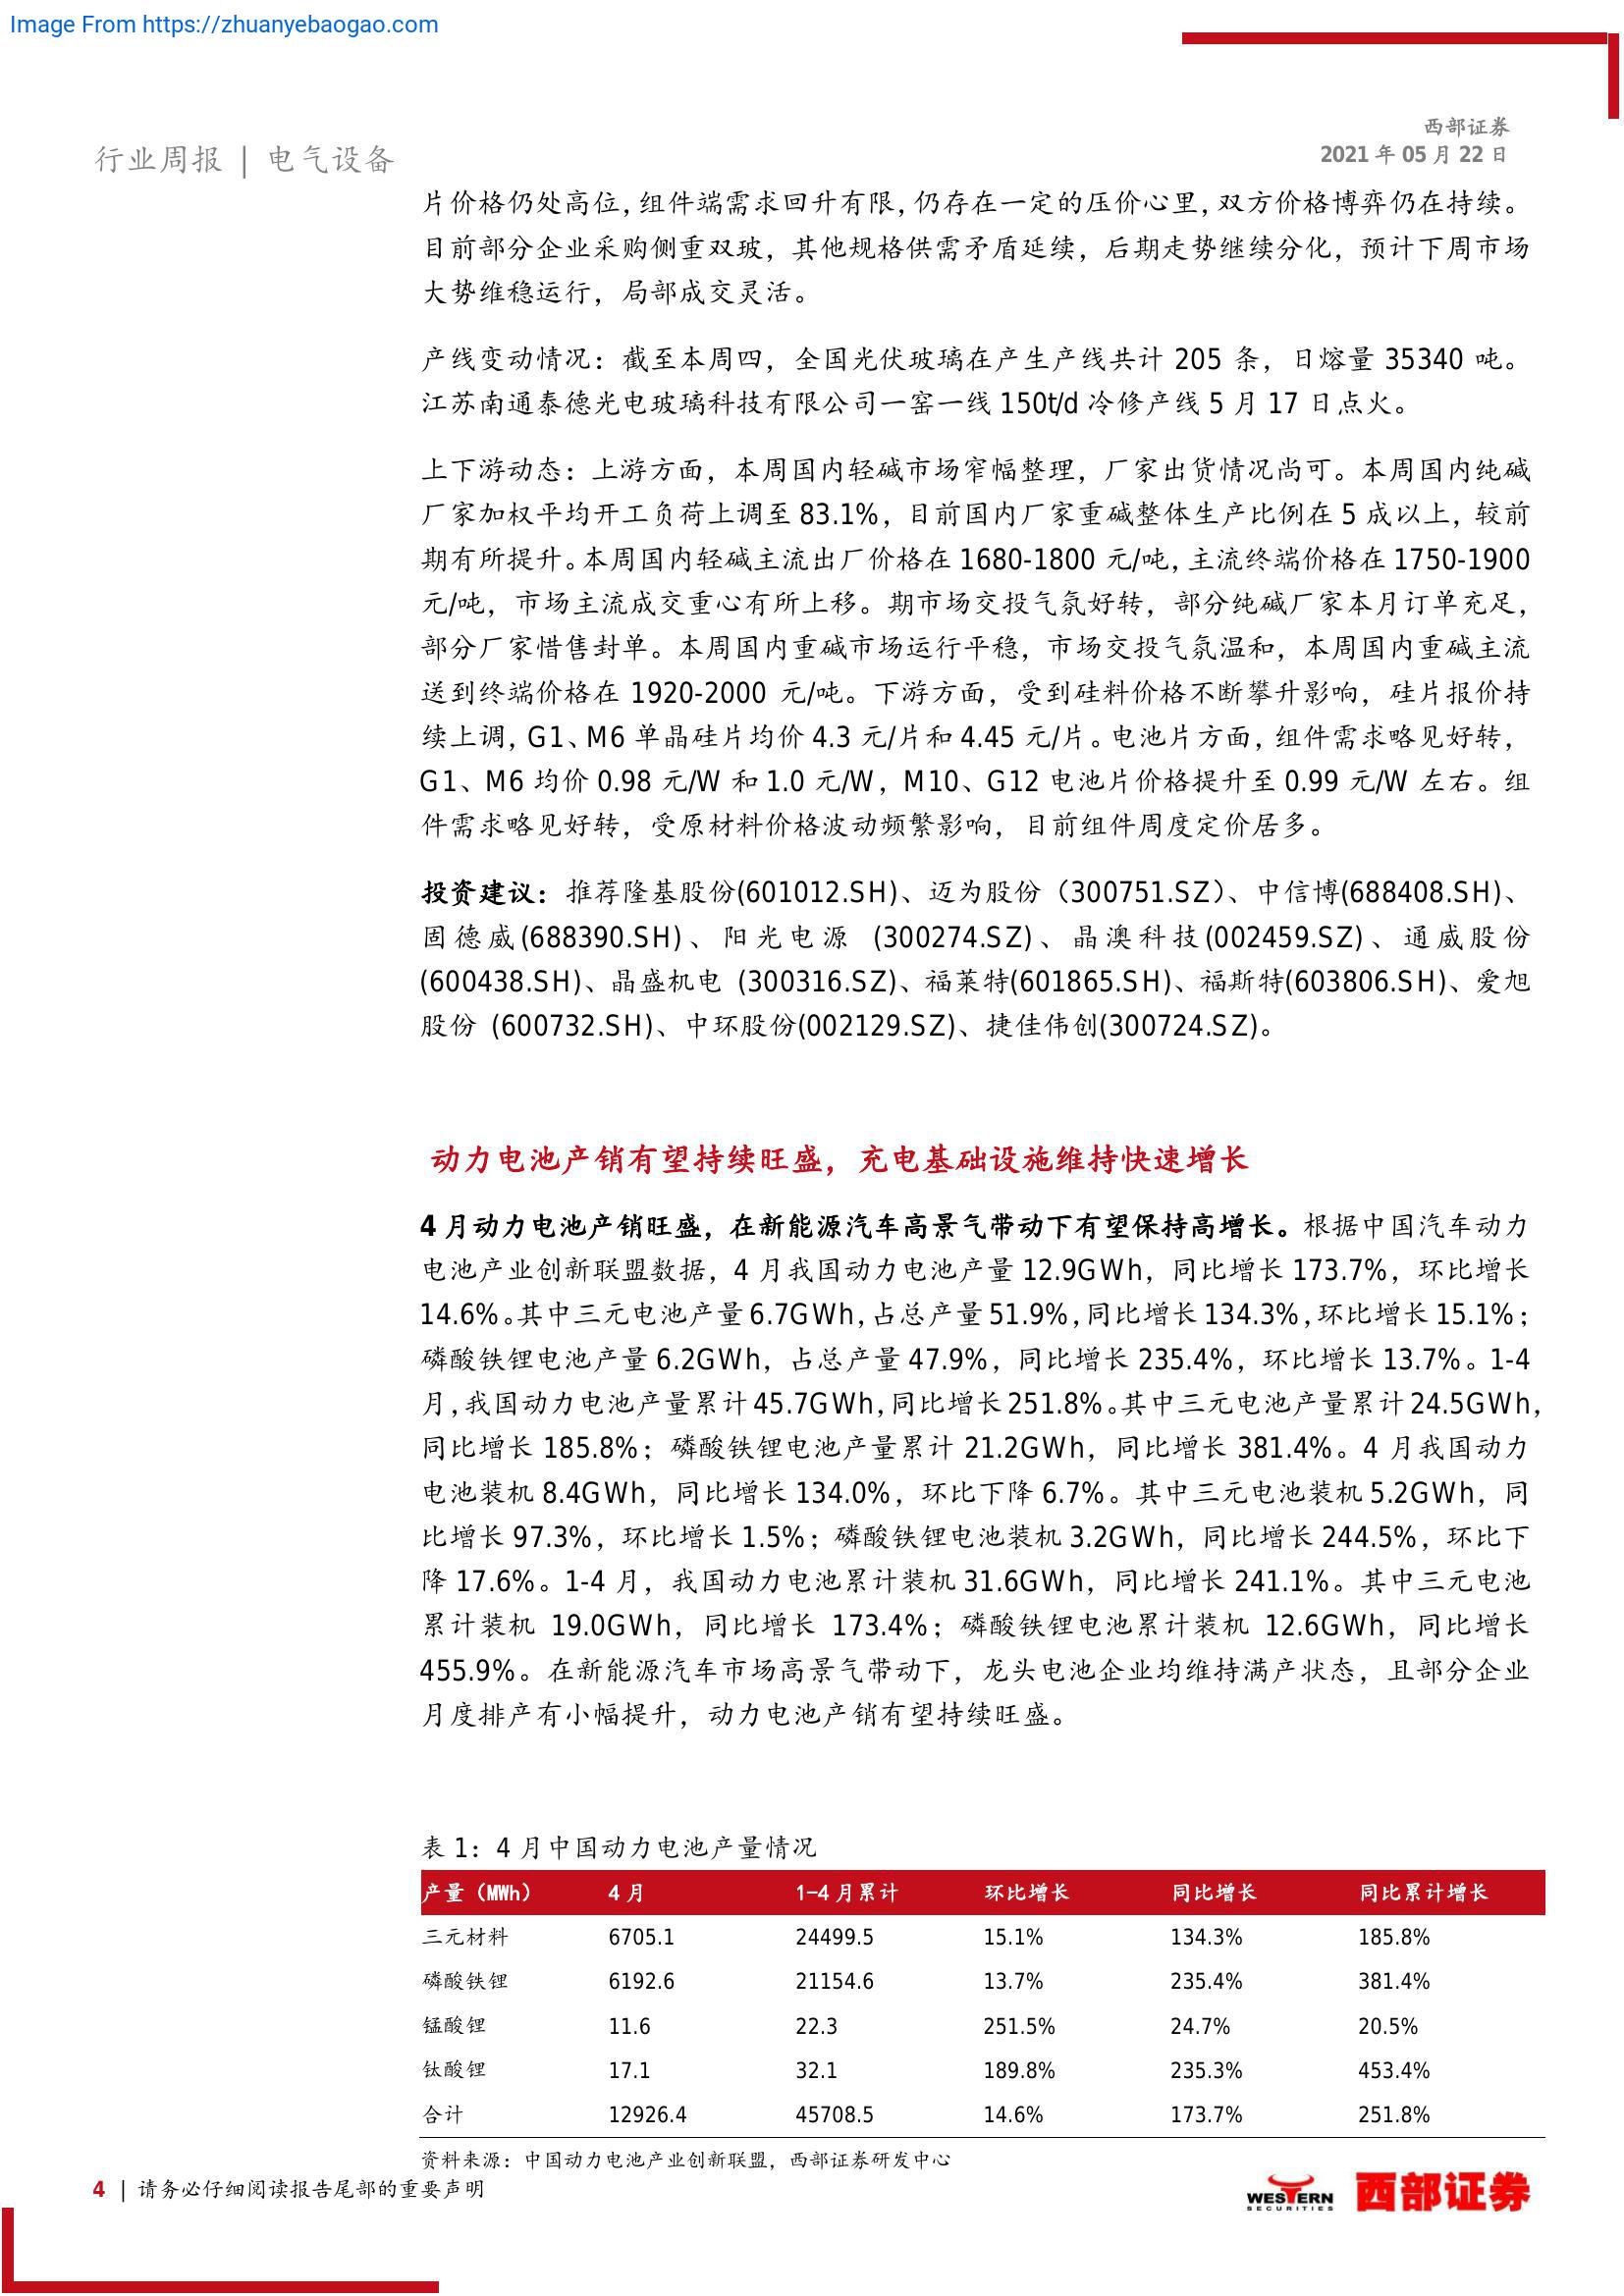 Image From https://zhuanyebaogao.com
西部证券
2021 年 05 月 22 日
行业周报 | 电气设备
片价格仍处高位，组件端需求回升有限，仍存在一定的压价心里，双方价格博弈仍在持续。
目前部分企业采购侧重双玻，其他规格供需矛盾延续，后期走势继续分化，预计下周市场
大势维稳运行，局部成交灵活。
产线变动情况：截至本周四，全国光伏玻璃在产生产线共计 205 条，日熔量 35340 吨。
江苏南通泰德光电玻璃科技有限公司一窑一线 150t/d 冷修产线 5 月 17 日点火。
上下游动态：上游方面，本周国内轻碱市场窄幅整理，厂家出货情况尚可。本周国内纯碱
厂家加权平均开工负荷上调至 83.1%，目前国内厂家重碱整体生产比例在 5 成以上，较前
期有所提升。本周国内轻碱主流出厂价格在 1680-1800 元/吨，主流终端价格在 1750-1900
元/吨，市场主流成交重心有所上移。期市场交投气氛好转，部分纯碱厂家本月订单充足，
部分厂家惜售封单。本周国内重碱市场运行平稳，市场交投气氛温和，本周国内重碱主流
送到终端价格在 1920-2000 元/吨。下游方面，受到硅料价格不断攀升影响，硅片报价持
续上调，G1、M6 单晶硅片均价 4.3 元/片和 4.45 元/片。电池片方面，组件需求略见好转，
G1、M6 均价 0.98 元/W 和 1.0 元/W，M10、G12 电池片价格提升至 0.99 元/W 左右。组
件需求略见好转，受原材料价格波动频繁影响，目前组件周度定价居多。
投资建议：推荐隆基股份(601012.SH)、迈为股份（300751.SZ）、中信博(688408.SH)、
固德威(688390.SH)、阳光电源 (300274.SZ)、晶澳科技(002459.SZ)、通威股份
(600438.SH)、晶盛机电 (300316.SZ)、福莱特(601865.SH)、福斯特(603806.SH)、爱旭
股份 (600732.SH)、中环股份(002129.SZ)、捷佳伟创(300724.SZ)。
动力电池产销有望持续旺盛，充电基础设施维持快速增长
4 月动力电池产销旺盛，在新能源汽车高景气带动下有望保持高增长。根据中国汽车动力
电池产业创新联盟数据，4 月我国动力电池产量 12.9GWh，同比增长 173.7%，环比增长
14.6%。其中三元电池产量 6.7GWh，占总产量 51.9%，同比增长 134.3%，环比增长 15.1%；
磷酸铁锂电池产量 6.2GWh，占总产量 47.9%，同比增长 235.4%，环比增长 13.7%。1-4
月，我国动力电池产量累计 45.7GWh，同比增长 251.8%。其中三元电池产量累计 24.5GWh，
同比增长 185.8%；磷酸铁锂电池产量累计 21.2GWh，同比增长 381.4%。4 月我国动力
电池装机 8.4GWh，同比增长 134.0%，环比下降 6.7%。其中三元电池装机 5.2GWh，同
比增长 97.3%，环比增长 1.5%；磷酸铁锂电池装机 3.2GWh，同比增长 244.5%，环比下
降 17.6%。1-4 月，我国动力电池累计装机 31.6GWh，同比增长 241.1%。其中三元电池
累计装机 19.0GWh，同比增长 173.4%；磷酸铁锂电池累计装机 12.6GWh，同比增长
455.9%。在新能源汽车市场高景气带动下，龙头电池企业均维持满产状态，且部分企业
月度排产有小幅提升，动力电池产销有望持续旺盛。
表 1：4 月中国动力电池产量情况
产量（MWh） 4 月 1-4 月累计 环比增长 同比增长 同比累计增长
三元材料 6705.1 24499.5 15.1% 134.3% 185.8%
磷酸铁锂 6192.6 21154.6 13.7% 235.4% 381.4%
锰酸锂 11.6 22.3 251.5% 24.7% 20.5%
钛酸锂 17.1 32.1 189.8% 235.3% 453.4%
合计 12926.4 45708.5 14.6% 173.7% 251.8%
资料来源：中国动力电池产业创新联盟，西部证券研发中心
4 | 请务必仔细阅读报告尾部的重要声明
WESTERN
SECURITIES
西部证券